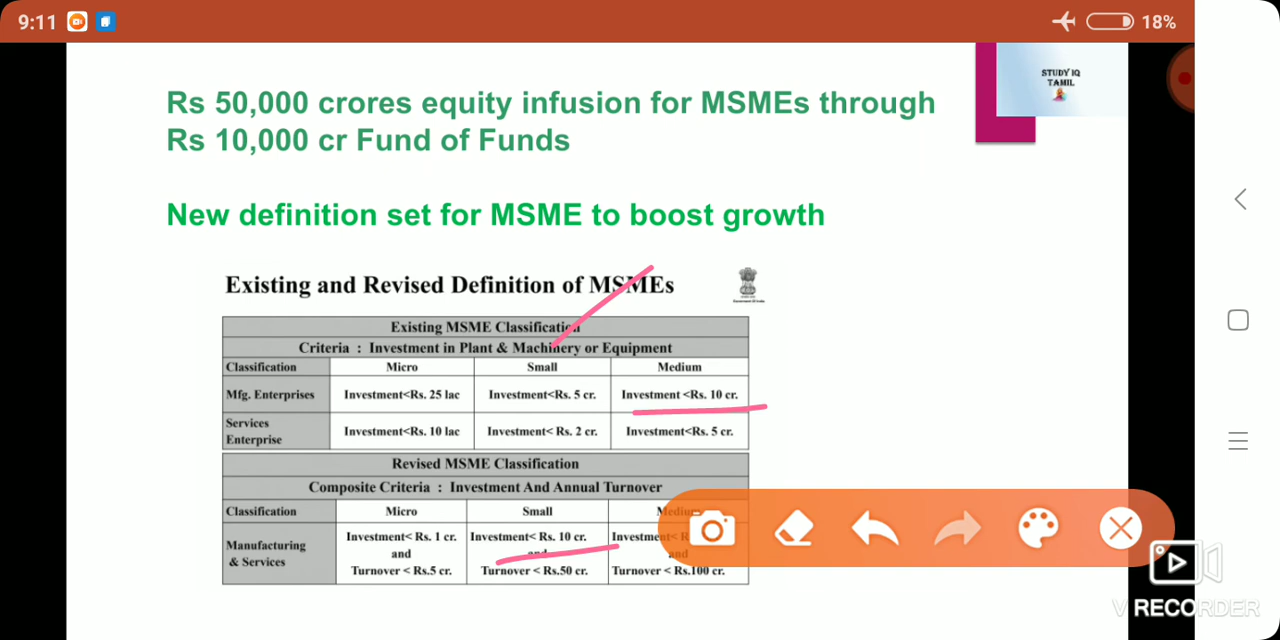 9:11
18%
STUDY IQ
TAMIL
Rs 50,000 crores equity infusion for MSMEs through
Rs 10,000 cr Fund of Funds
New definition set for MSME to boost growth
Existing and Revised Definition of MSMEs
Government Of India
Existing MSME Classification
Criteria : Investment in Plant & Machinery or Equipment
Classification Micro Small Medium
Mfg. Enterprises Investment<Rs. 25 lac Investment<Rs. 5 cr. Investment <Rs. 10 cr.
Services
Enterprise Investment<Rs. 10 lac Investment< Rs. 2 cr. Investment<Rs. 5 cr.
Revised MSME Classification
Composite Criteria : Investment And Annual Turnover
Classification Micro Small
Manufacturing
& Services
Investment< Rs. 1 cr.
and
Turnover < Rs.5 cr.
Investment< Rs. 10 cr.
and
Turnover < Rs.50 cr.
and
Turnover < Rs.100 cr.
V RECORDER